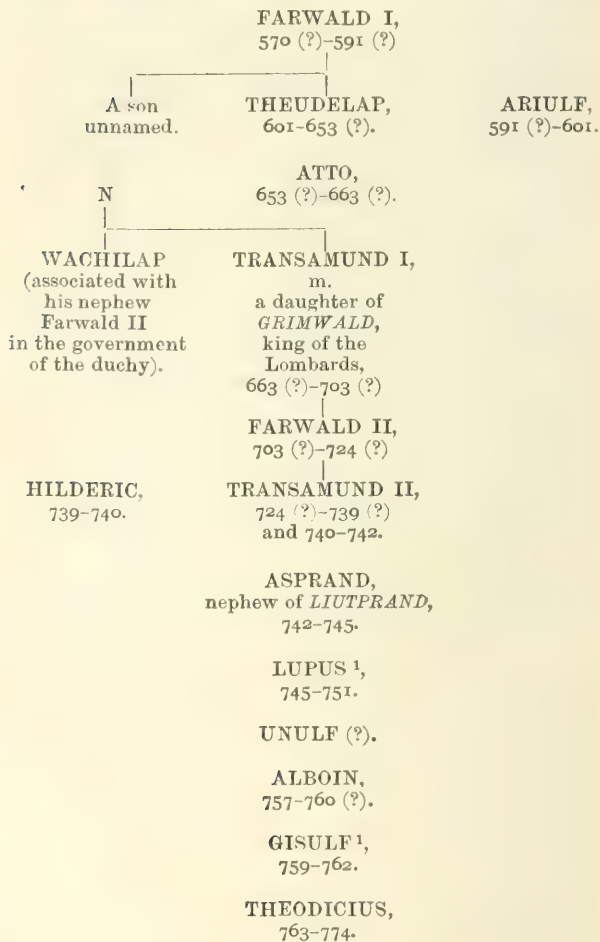 FARWALD I,
570 (?)-591 (?)
A son
unnamed.
THEUDELAP,
601-653 (?).
ARIULF,
591 (?)-601.
ATTO,
653 (?)-663 (?).
N
WACHILAP
(associated with
his nephew
Farwald II
in the government
of the duchy).
TRANSAMUND I,
m.
a daughter of
GRIMWALD,
king of the
Lombards,
663 (?)-703 (?)
FARWALD II,
703 (?)-724 (?)
HILDERIC,
739-740.
TRANSAMUND II,
724 (?)-739 (?)
and 740-742.
ASPRAND,
nephew of LIUTPRAND,
742-745.
LUPUS ¹,
745-751.
UNULF (?).
ALBOIN,
757-760 (?).
GISULF ¹,
759-762.
THEODICIUS,
763-774.